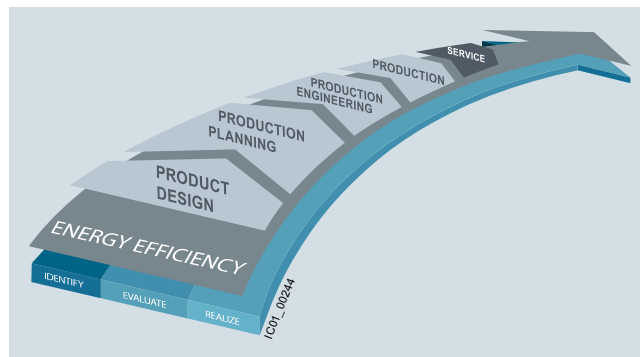 SERVICE
PRODUCTION
PRODUCTION
ENGINEERING
PRODUCTION
PLANNING
PRODUCT
DESIGN
ENERGY EFFICIENCY
IDENTIFY
EVALUATE
REALIZE
IC01_00244